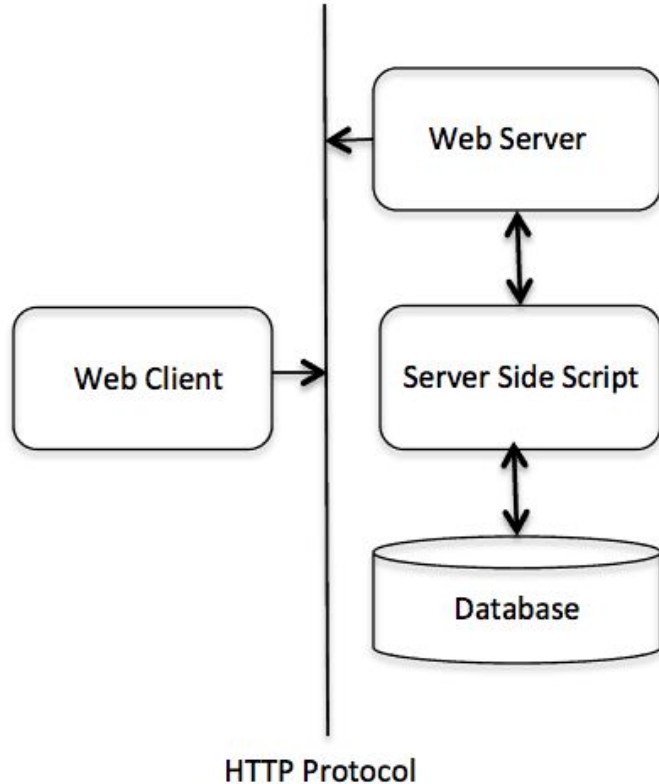 Web Server
Web Client
Server Side Script
Database
HTTP Protocol